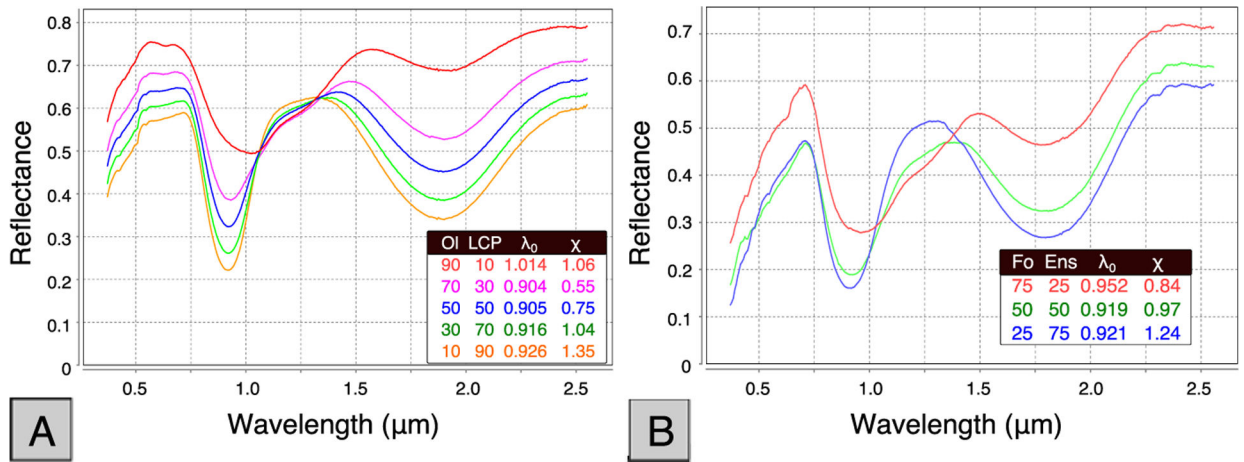 0.8
0.7
0.6
0.5
0.4
0.3
0.2
0.1
0
Reflectance
0.5 1.0 1.5 2.0 2.5
Wavelength (μm)
Ol LCP λ0 χ
90 10 1.014 1.06
70 30 0.904 0.55
50 50 0.905 0.75
30 70 0.916 1.04
10 90 0.926 1.35
A
0.7
0.6
0.5
0.4
0.3
0.2
0.1
0
Reflectance
0.5 1.0 1.5 2.0 2.5
Wavelength (μm)
Fo Ens λ0 χ
75 25 0.952 0.84
50 50 0.919 0.97
25 75 0.921 1.24
B